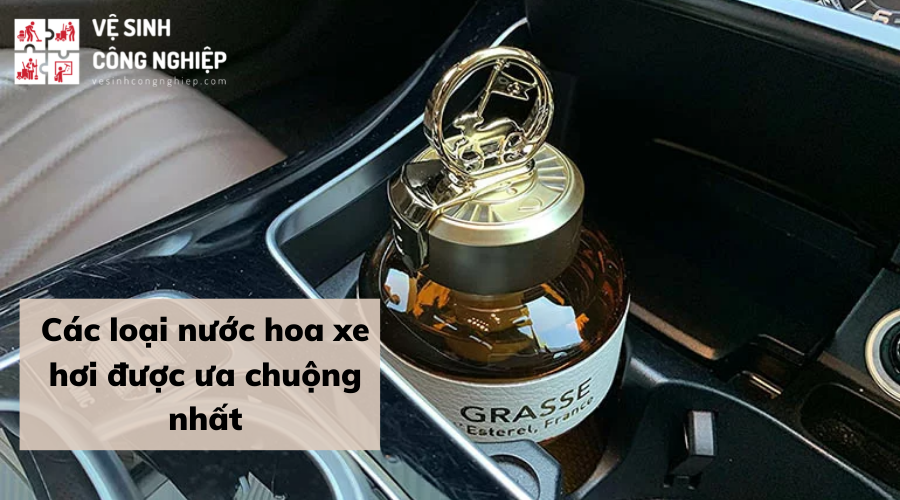 VỆ SINH
CÔNG NGHIỆP
vesinhcongnghiep.com
Các loại nước hoa xe
hơi được ưa chuộng
nhất
GRASSE
Esterel, France